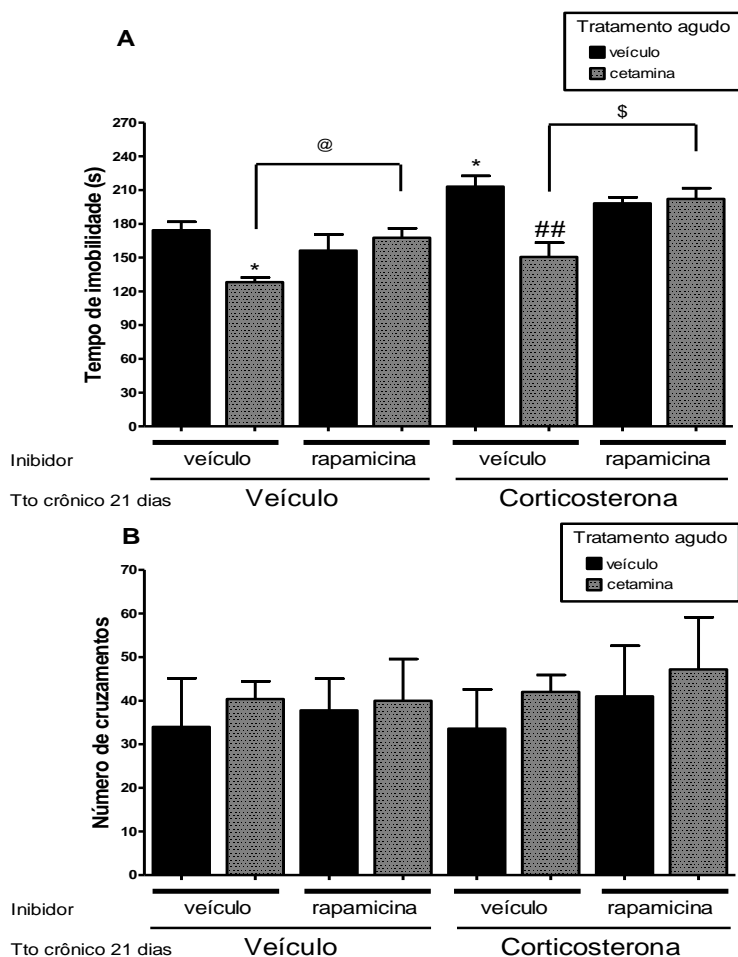 A
Tratamento agudo
veículo
cetamina
Tempo de imobilidade (s)
270
240
210
180
150
120
90
60
30
0
*
@
*
##
$
Inibidor
veículo
rapamicina
veículo
rapamicina
Tto crônico 21 dias
Veículo
Corticosterona
B
Tratamento agudo
veículo
cetamina
Número de cruzamentos
70
60
50
40
30
20
10
0
Inibidor
veículo
rapamicina
veículo
rapamicina
Tto crônico 21 dias
Veículo
Corticosterona